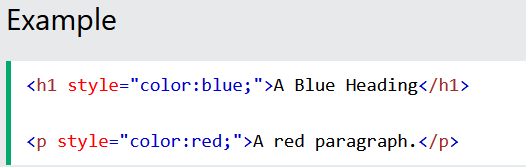 Example
<h1 style="color:blue;">A Blue Heading</h1>
<p style="color:red;">A red paragraph.</p>